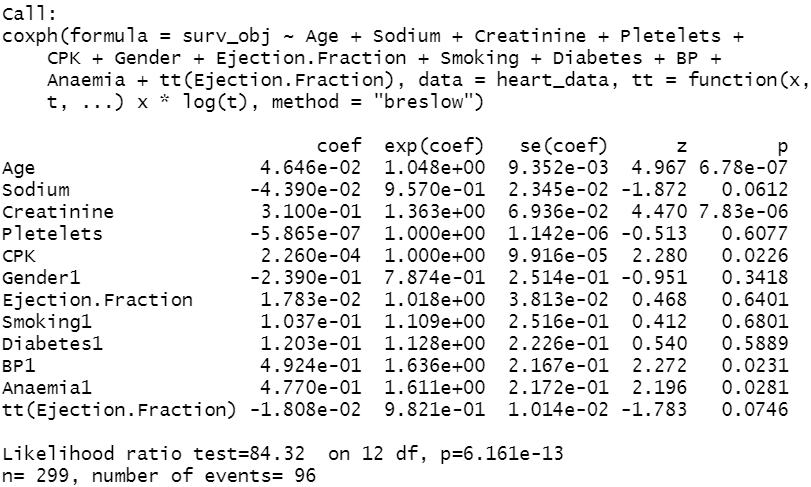 Call:
coxph(formula = surv_obj ~ Age + Sodium + Creatinine + Pletelets +
    CPK + Gender + Ejection.Fraction + Smoking + Diabetes + BP +
    Anaemia + tt(Ejection.Fraction), data = heart_data, tt = function(x,
    t, ...) x * log(t), method = "breslow")

                            coef  exp(coef)   se(coef)      z        p
Age                    4.646e-02  1.048e+00  9.352e-03  4.967 6.78e-07
Sodium                -4.390e-02  9.570e-01  2.345e-02 -1.872   0.0612
Creatinine             3.100e-01  1.363e+00  6.936e-02  4.470 7.83e-06
Pletelets             -5.865e-07  1.000e+00  1.142e-06 -0.513   0.6077
CPK                    2.260e-04  1.000e+00  9.916e-05  2.280   0.0226
Gender1               -2.390e-01  7.874e-01  2.514e-01 -0.951   0.3418
Ejection.Fraction      1.783e-02  1.018e+00  3.813e-02  0.468   0.6401
Smoking1               1.037e-01  1.109e+00  2.516e-01  0.412   0.6801
Diabetes1              1.203e-01  1.128e+00  2.226e-01  0.540   0.5889
BP1                    4.924e-01  1.636e+00  2.167e-01  2.272   0.0231
Anaemia1               4.770e-01  1.611e+00  2.172e-01  2.196   0.0281
tt(Ejection.Fraction) -1.808e-02  9.821e-01  1.014e-02 -1.783   0.0746

Likelihood ratio test=84.32  on 12 df, p=6.161e-13
n= 299, number of events= 96